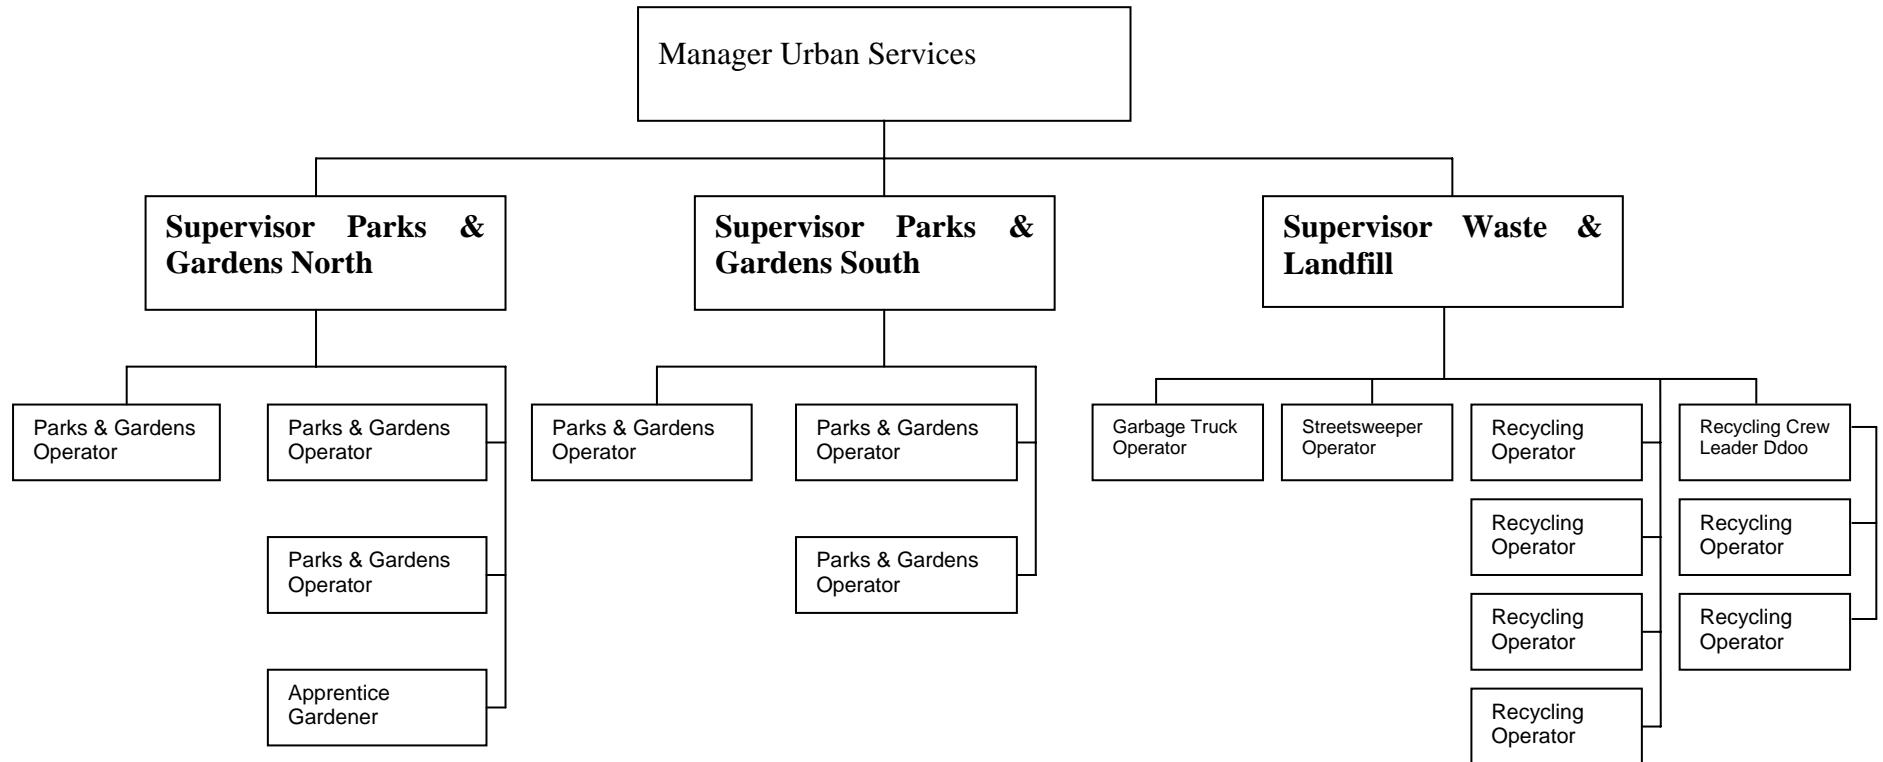 Manager Urban Services
Supervisor Parks &
Gardens North
Supervisor Parks &
Gardens South
Supervisor Waste &
Landfill
Parks & Gardens
Operator
Parks & Gardens
Operator
Parks & Gardens
Operator
Parks & Gardens
Operator
Garbage Truck
Operator
Streetsweeper
Operator
Recycling
Operator
Recycling Crew
Leader Ddoo
Recycling
Operator
Recycling
Operator
Parks & Gardens
Operator
Parks & Gardens
Operator
Recycling
Operator
Recycling
Operator
Apprentice
Gardener
Recycling
Operator